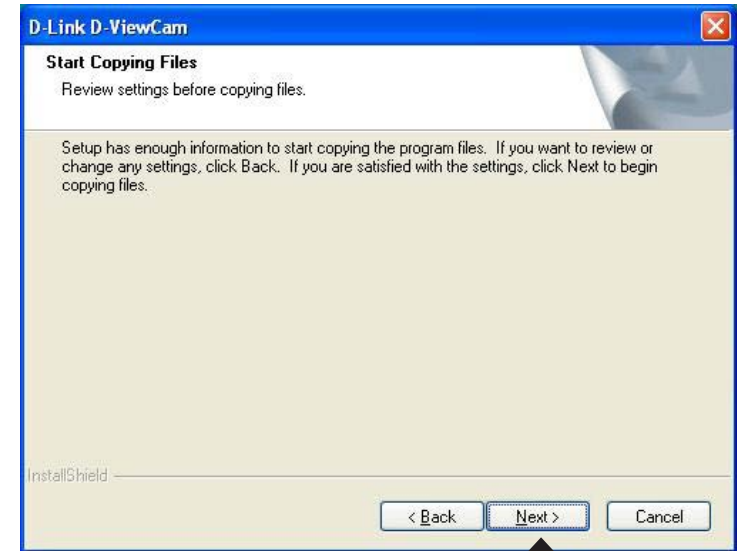 D-Link D-ViewCam
Start Copying Files
Review settings before copying files.
Setup has enough information to start copying the program files. If you want to review or
change any settings, click Back. If you are satisfied with the settings, click Next to begin
copying files.
InstallShield
< Back Next > Cancel